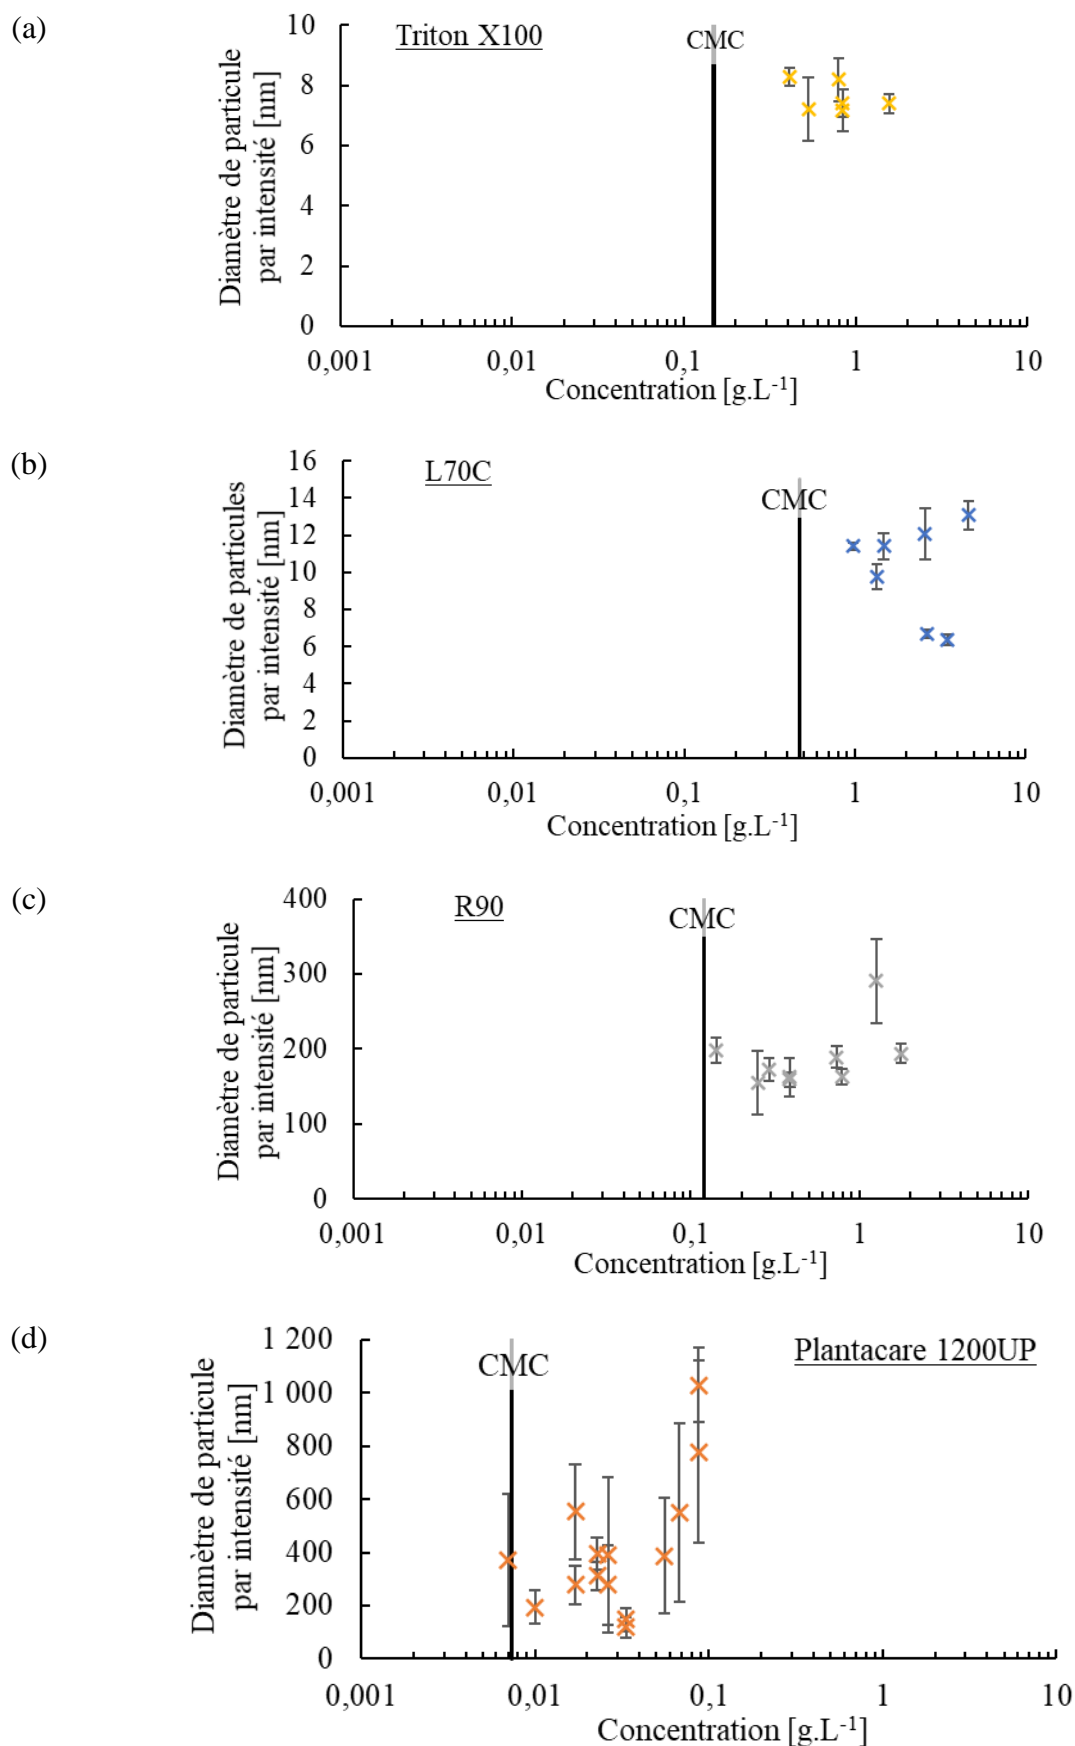 (a)
Triton X100
CMC
Diamètre de particule
par intensité [nm]
10
8
6
4
2
0
0,001
0,01
0,1
1
10
Concentration [g.L-1]
(b)
L70C
CMC
Diamètre de particules
par intensité [nm]
16
14
12
10
8
6
4
2
0
0,001
0,01
0,1
1
10
Concentration [g.L-1]
(c)
R90
CMC
Diamètre de particule
par intensité [nm]
400
300
200
100
0
0,001
0,01
0,1
1
10
Concentration [g.L-1]
(d)
Plantacare 1200UP
CMC
Diamètre de particule
par intensité [nm]
1 200
1 000
800
600
400
200
0
0,001
0,01
0,1
1
10
Concentration [g.L-1]